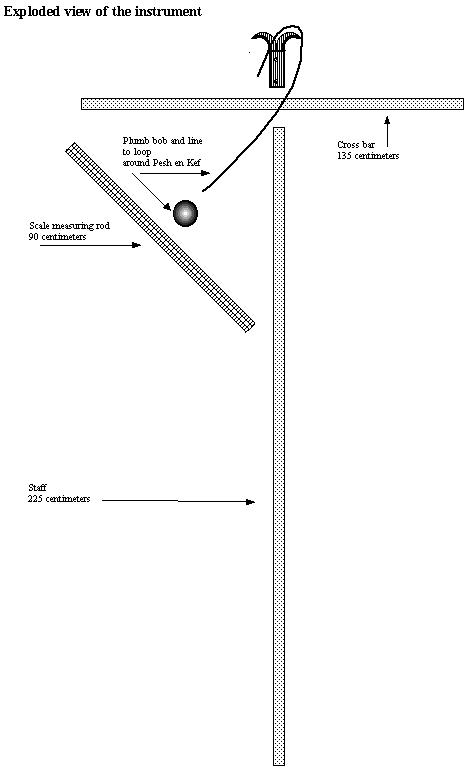 Exploded view of the instrument
Plumb bob and line
to loop
around Pesh en Kef
Cross bar
135 centimeters
Scale measuring rod
90 centimeters
Staff
225 centimeters